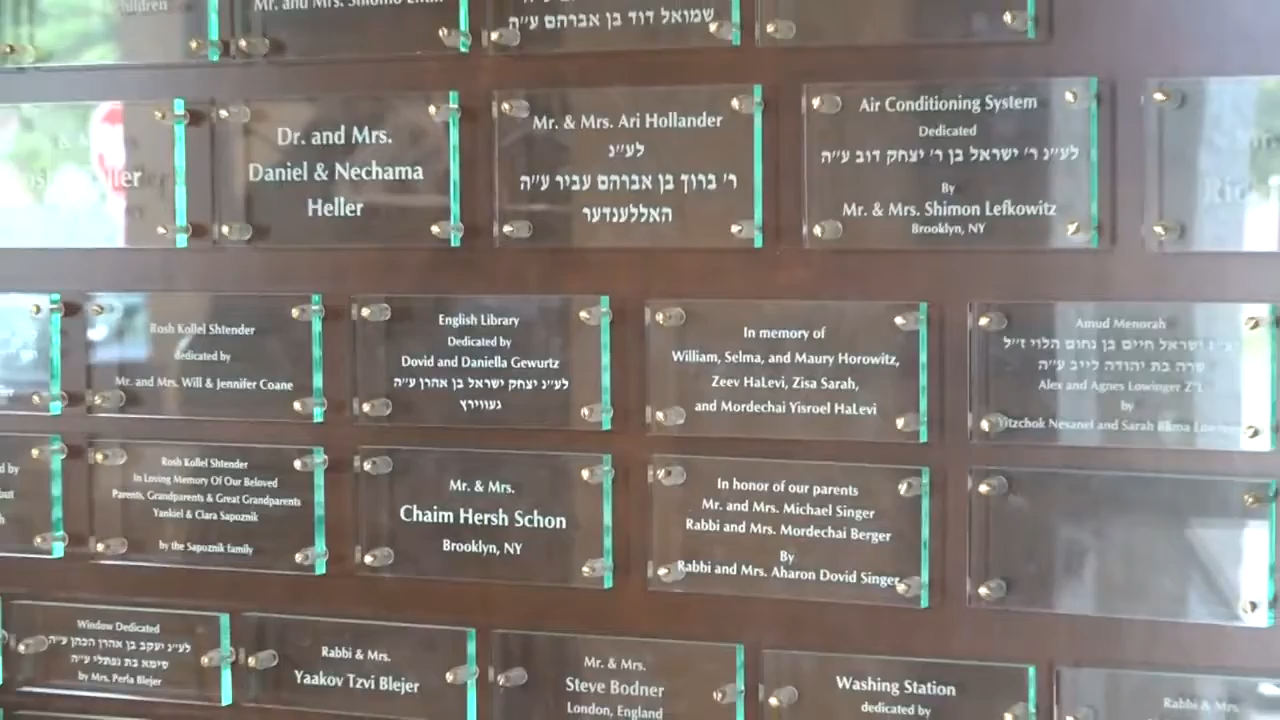 children
Mr. and Mrs. Shlomo
שמואל דוד בן אברהם ע״ה
Dr. and Mrs.
Daniel & Nechama
Heller
Mr. & Mrs. Ari Hollander
לע״נ
ר׳ ברוך בן אברהם עביר ע״ה
האללענדער
Air Conditioning System
Dedicated
לע״נ ר׳ ישראל בן ר׳ יצחק דוב ע״ה
By
Mr. & Mrs. Shimon Lefkowitz
Brooklyn, NY
Rosh Kollel Shtender
dedicated by
Mr. and Mrs. Will & Jennifer Coane
English Library
Dedicated by
Dovid and Daniella Gewurtz
לע״נ יצחק ישראל בן אהרן ע״ה
געווירץ
In memory of
William, Selma, and Maury Horowitz,
Zeev HaLevi, Zisa Sarah,
and Mordechai Yisroel HaLevi
Amud Menorah
ישראל חיים בן נחום הלוי ז״ל
שרה בת יהודה לייב ע״ה
Alex and Agnes Lowinger Z"L
by
Yitzchok Nesanel and Sarah
d by
Rosh Kollel Shtender
In Loving Memory Of Our Beloved
Parents, Grandparents & Great Grandparents
Yankiel & Clara Sapoznik
by the Sapoznik family
Mr. & Mrs.
Chaim Hersh Schon
Brooklyn, NY
In honor of our parents
Mr. and Mrs. Michael Singer
Rabbi and Mrs. Mordechai Berger
By
Rabbi and Mrs. Aharon Dovid Singer
Window Dedicated
לע״נ יעקב בן אהרן הכהן ע״ה
סימא בת נפתלי ע״ה
by Mrs. Perla Blejer
Rabbi & Mrs.
Yaakov Tzvi Blejer
Mr. & Mrs.
Steve Bodner
London, England
Washing Station
dedicated by
Rabbi & Mrs.